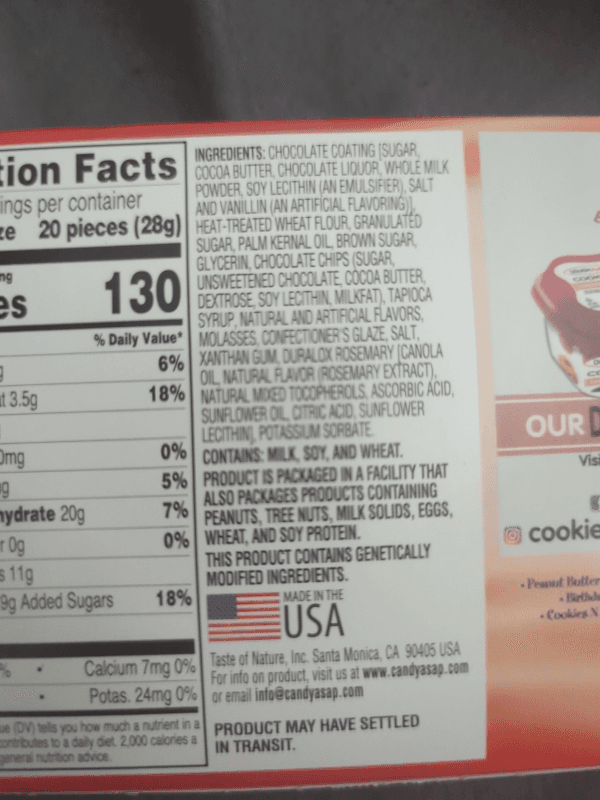 tion Facts
ings per container
ze 20 pieces (28g)
ng
es 130
% Daily Value*
6%
at 3.5g 18%
0mg 0%
5%
hydrate 20g 7%
r 0g 0%
s 11g
9g Added Sugars 18%
% • Calcium 7mg 0%
• Potas. 24mg 0%
ue (DV) tells you how much a nutrient in a
contributes to a daily diet. 2,000 calories a
general nutrition advice.
INGREDIENTS: CHOCOLATE COATING [SUGAR,
COCOA BUTTER, CHOCOLATE LIQUOR, WHOLE MILK
POWDER, SOY LECITHIN (AN EMULSIFIER), SALT
AND VANILLIN (AN ARTIFICIAL FLAVORING)],
HEAT-TREATED WHEAT FLOUR, GRANULATED
SUGAR, PALM KERNAL OIL, BROWN SUGAR,
GLYCERIN, CHOCOLATE CHIPS (SUGAR,
UNSWEETENED CHOCOLATE, COCOA BUTTER,
DEXTROSE, SOY LECITHIN, MILKFAT), TAPIOCA
SYRUP, NATURAL AND ARTIFICIAL FLAVORS,
MOLASSES, CONFECTIONER'S GLAZE, SALT,
XANTHAN GUM, DURALOX ROSEMARY [CANOLA
OIL, NATURAL FLAVOR (ROSEMARY EXTRACT),
NATURAL MIXED TOCOPHEROLS, ASCORBIC ACID,
SUNFLOWER OIL, CITRIC ACID, SUNFLOWER
LECITHIN], POTASSIUM SORBATE.
CONTAINS: MILK, SOY, AND WHEAT.
PRODUCT IS PACKAGED IN A FACILITY THAT
ALSO PACKAGES PRODUCTS CONTAINING
PEANUTS, TREE NUTS, MILK SOLIDS, EGGS,
WHEAT, AND SOY PROTEIN.
THIS PRODUCT CONTAINS GENETICALLY
MODIFIED INGREDIENTS.
MADE IN THE
USA
Taste of Nature, Inc. Santa Monica, CA 90405 USA
For info on product, visit us at www.candyasap.com
or email info@candyasap.com
PRODUCT MAY HAVE SETTLED
IN TRANSIT.
OUR D
Visi
cookie
• Peanut Butter
• Birthd
• Cookies N